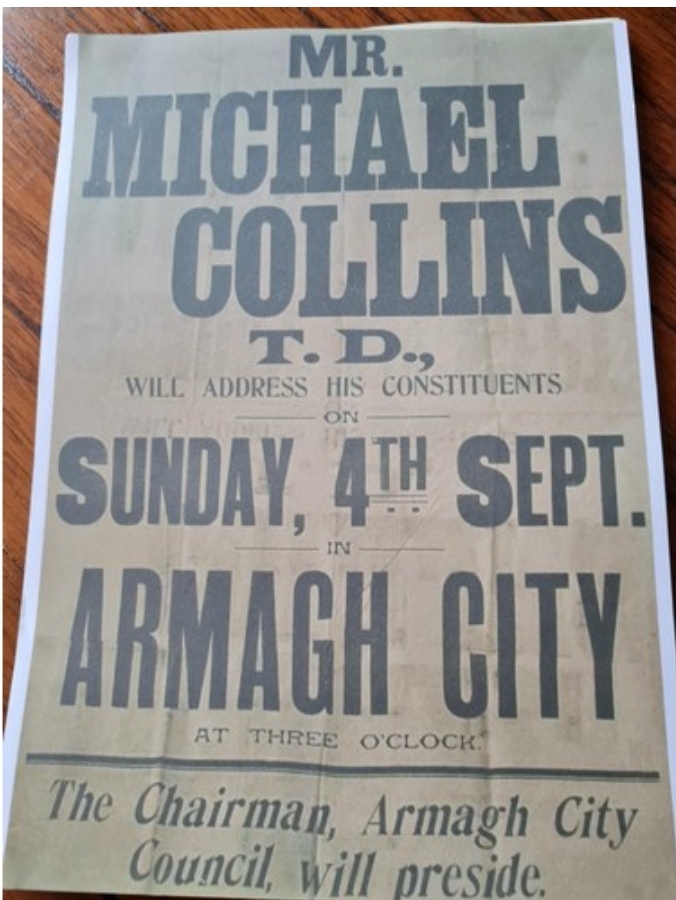 MR.
MICHAEL
COLLINS
T. D.,
WILL ADDRESS HIS CONSTITUENTS
ON
SUNDAY, 4TH SEPT.
IN
ARMAGH CITY
AT THREE O'CLOCK.
The Chairman, Armagh City
Council, will preside.